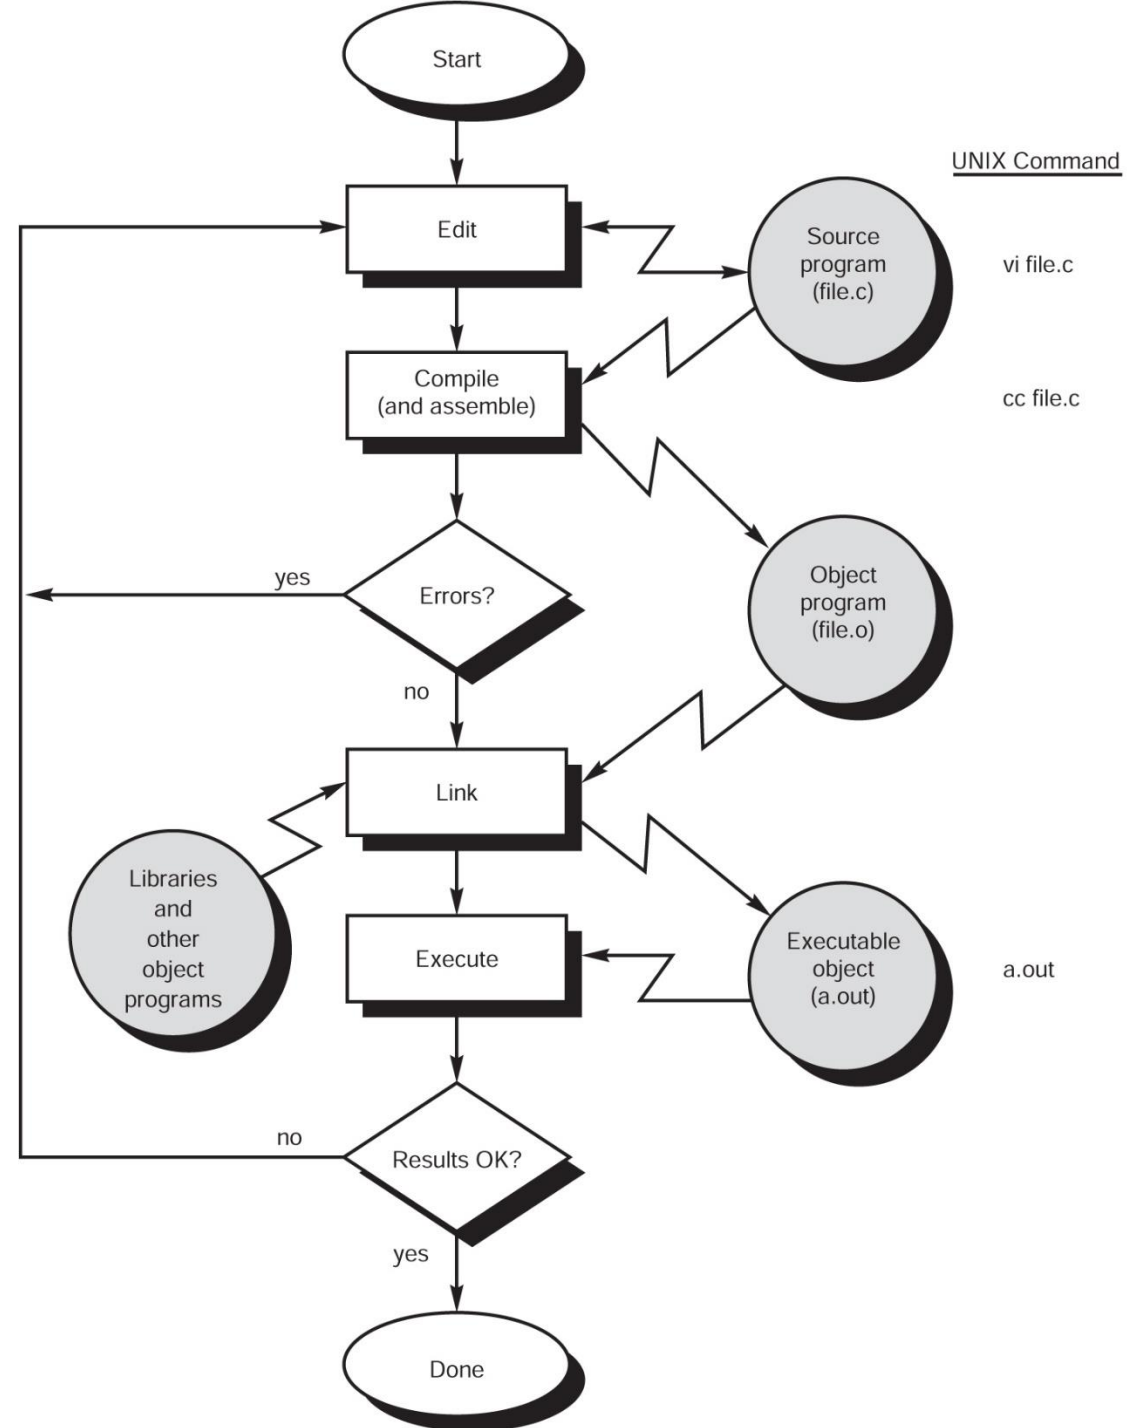 Start
UNIX Command
Edit
Source
program
(file.c)
vi file.c
Compile
(and assemble)
cc file.c
yes
Errors?
Object
program
(file.o)
no
Link
Libraries
and
other
object
programs
Execute
Executable
object
(a.out)
a.out
no
Results OK?
yes
Done